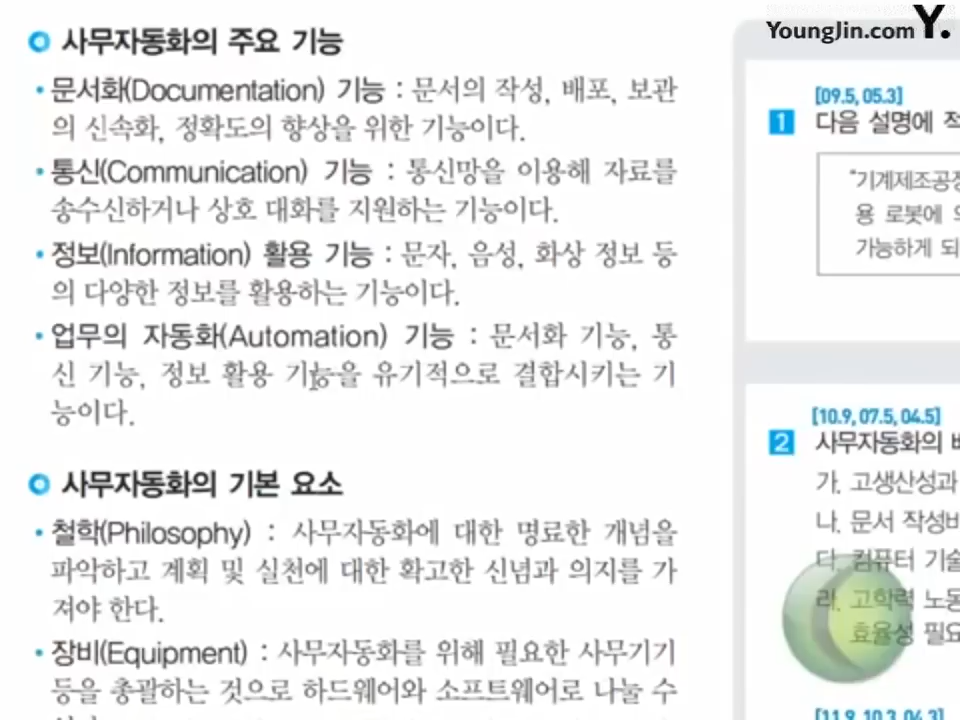 사무자동화의 주요 기능
• 문서화(Documentation) 기능 : 문서의 작성, 배포, 보관
의 신속화, 정확도의 향상을 위한 기능이다.
• 통신(Communication) 기능 : 통신망을 이용해 자료를
송수신하거나 상호 대화를 지원하는 기능이다.
• 정보(Information) 활용 기능 : 문자, 음성, 화상 정보 등
의 다양한 정보를 활용하는 기능이다.
• 업무의 자동화(Automation) 기능 : 문서화 기능, 통
신 기능, 정보 활용 기능을 유기적으로 결합시키는 기
능이다.
사무자동화의 기본 요소
• 철학(Philosophy) : 사무자동화에 대한 명료한 개념을
파악하고 계획 및 실천에 대한 확고한 신념과 의지를 가
져야 한다.
• 장비(Equipment) : 사무자동화를 위해 필요한 사무기기
등을 총괄하는 것으로 하드웨어와 소프트웨어로 나눌 수
YoungJin.com Y.
[09.5, 05.3]
1 다음 설명에
"기계제조공장
용 로봇에
가능하게 되
[10.9, 07.5, 04.5]
2 사무자동화의
가. 고생산성과
나. 문서 작성비
다. 컴퓨터 기술
라. 고학력 노동
효율성 필요
[11.9, 10.3, 04.3]